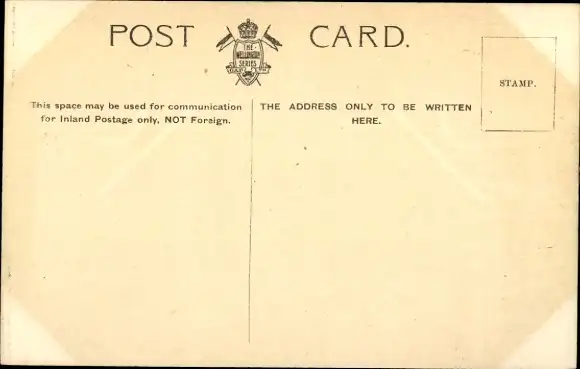 POST CARD.
THE
WELLINGTON
SERIES
STAMP.
This space may be used for communication
for Inland Postage only, NOT Foreign.
THE ADDRESS ONLY TO BE WRITTEN
HERE.